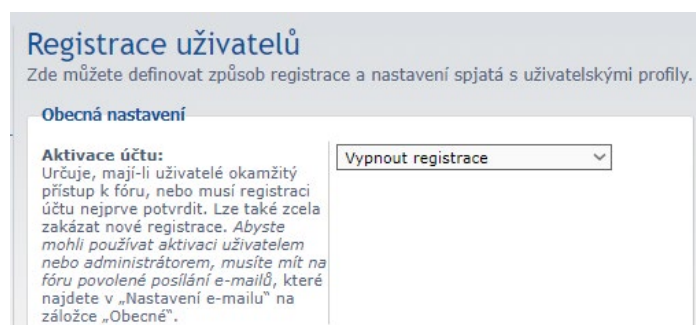 Registrace uživatelů
Zde můžete definovat způsob registrace a nastavení spjatá s uživatelskými profily.
Obecná nastavení
Aktivace účtu:
Vypnout registrace
Určuje, mají-li uživatelé okamžitý
přístup k fóru, nebo musí registraci
účtu nejprve potvrdit. Lze také zcela
zakázat nové registrace. Abyste
mohli používat aktivaci uživatelem
nebo administrátorem, musíte mít na
fóru povolené posílání e-mailů, které
najdete v „Nastavení e-mailu“ na
záložce „Obecné“.